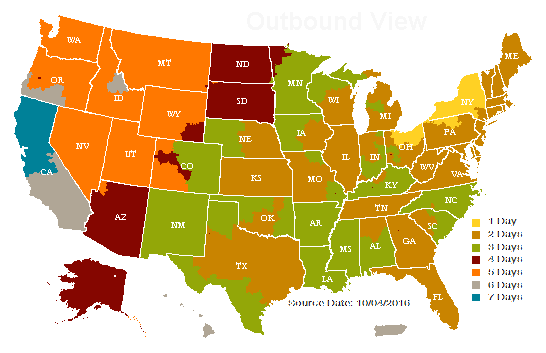 Outbound View
WA
ME
MT
ND
OR
MN
ID
SD
WI
NY
MI
WY
IA
PA
NE
OH
NV
UT
IL
IN
CO
WV
CA
KS
MO
VA
KY
NC
TN
OK
AZ
NM
AR
SC
MS
AL
GA
TX
LA
FL
1 Day
2 Days
3 Days
4 Days
5 Days
6 Days
7 Days
Source Date: 10/04/2016